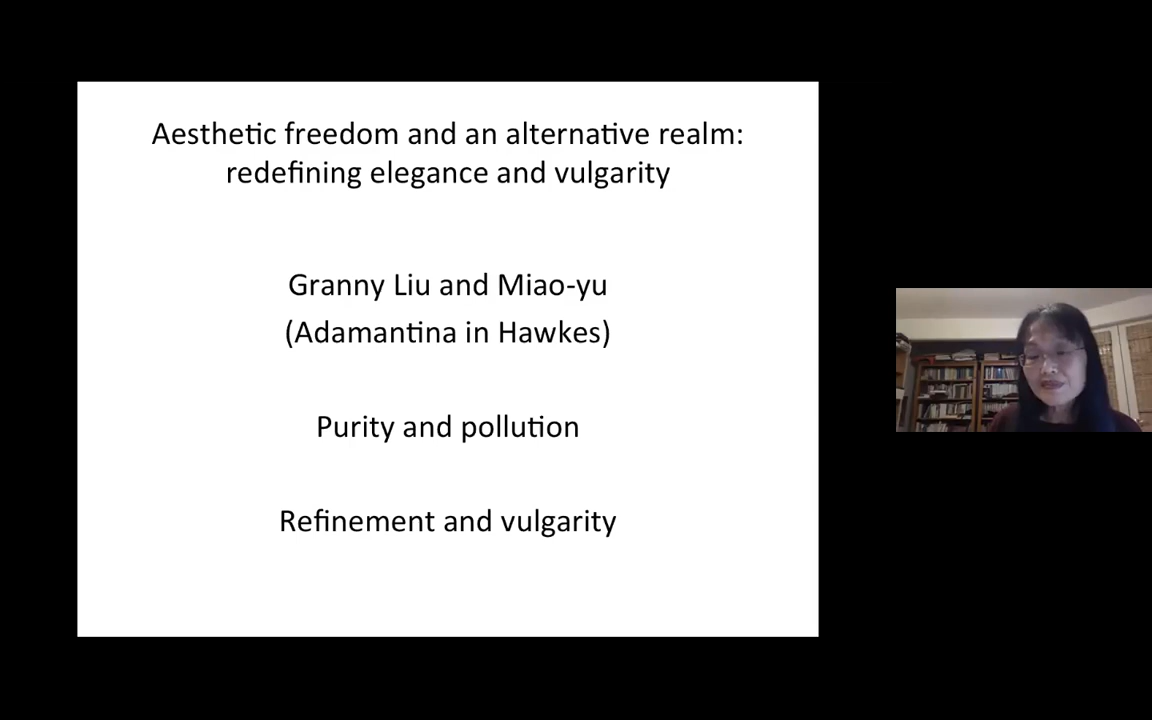 Aesthetic freedom and an alternative realm:
redefining elegance and vulgarity
Granny Liu and Miao-yu
(Adamantina in Hawkes)
Purity and pollution
Refinement and vulgarity